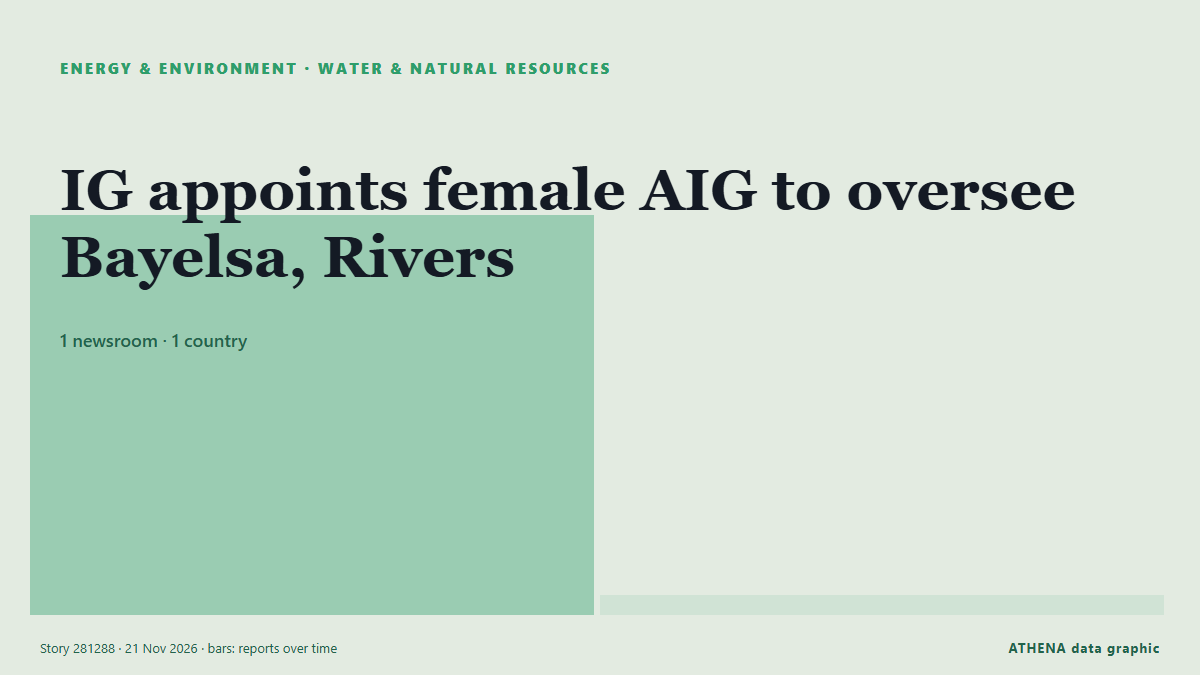 ENERGY & ENVIRONMENT · WATER & NATURAL RESOURCES
IG appoints female AIG to oversee
Bayelsa, Rivers
1 newsroom · 1 country
Story 281288 · 21 Nov 2026 · bars: reports over time
ATHENA data graphic